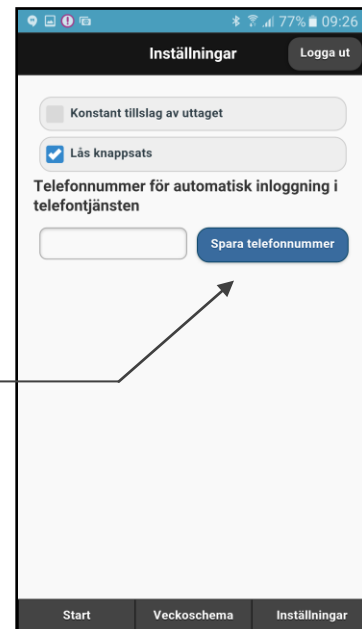 77% 09:26
Inställningar
Logga ut
Konstant tillslag av uttaget
Lås knappsats
Telefonnummer för automatisk inloggning i
telefontjänsten
Spara telefonnummer
Start Veckoschema Inställningar